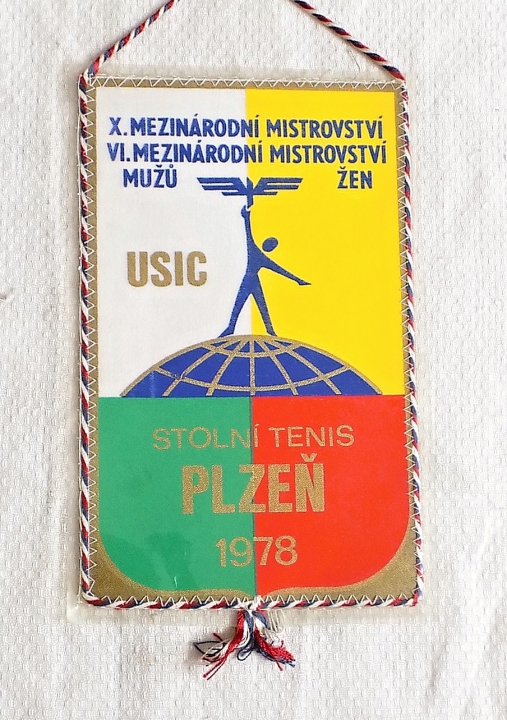 X. MEZINÁRODNÍ MISTROVSTVÍ
VI. MEZINÁRODNÍ MISTROVSTVÍ
MUŽŮ ŽEN
USIC
STOLNÍ TENIS
PLZEŇ
1978